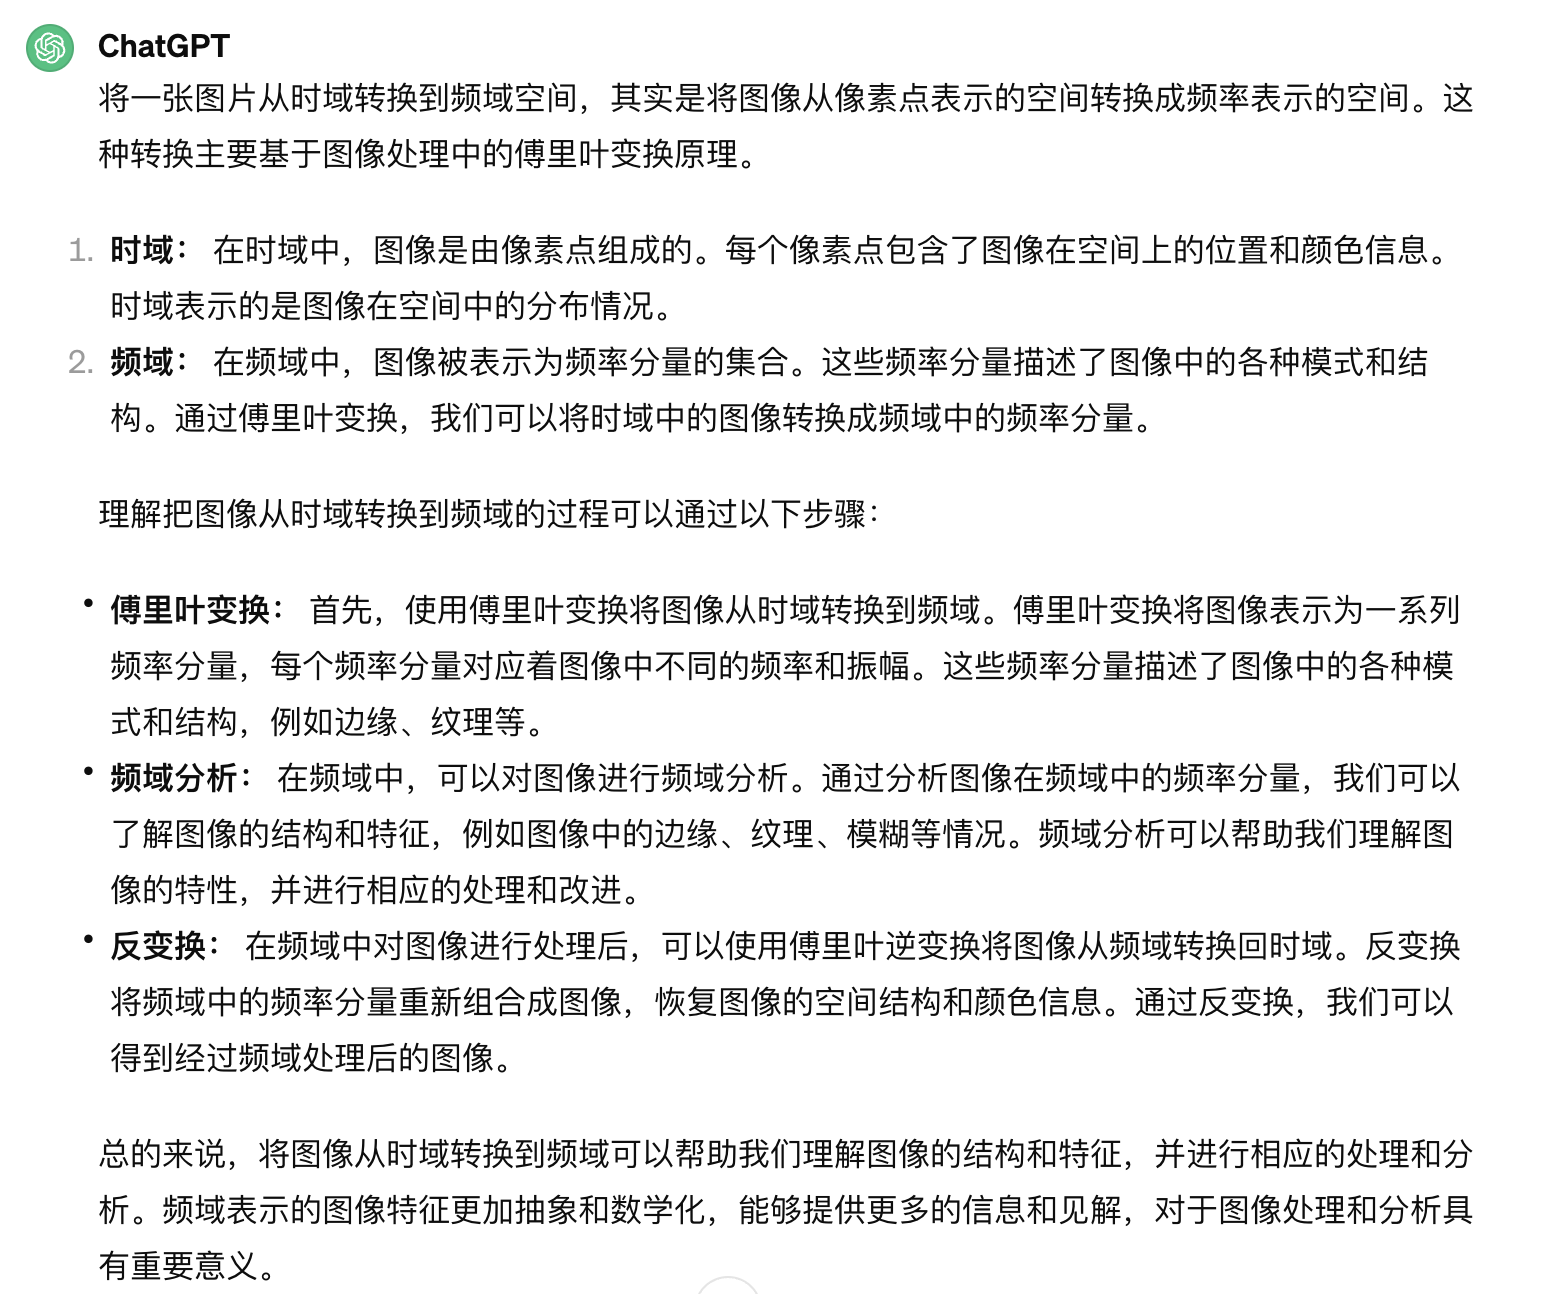 ChatGPT
将一张图片从时域转换到频域空间，其实是将图像从像素点表示的空间转换成频率表示的空间。这
种转换主要基于图像处理中的傅里叶变换原理。
1. 时域： 在时域中，图像是由像素点组成的。每个像素点包含了图像在空间上的位置和颜色信息。
时域表示的是图像在空间中的分布情况。
2. 频域： 在频域中，图像被表示为频率分量的集合。这些频率分量描述了图像中的各种模式和结
构。通过傅里叶变换，我们可以将时域中的图像转换成频域中的频率分量。
理解把图像从时域转换到频域的过程可以通过以下步骤：
• 傅里叶变换： 首先，使用傅里叶变换将图像从时域转换到频域。傅里叶变换将图像表示为一系列
频率分量，每个频率分量对应着图像中不同的频率和振幅。这些频率分量描述了图像中的各种模
式和结构，例如边缘、纹理等。
• 频域分析： 在频域中，可以对图像进行频域分析。通过分析图像在频域中的频率分量，我们可以
了解图像的结构和特征，例如图像中的边缘、纹理、模糊等情况。频域分析可以帮助我们理解图
像的特性，并进行相应的处理和改进。
• 反变换： 在频域中对图像进行处理后，可以使用傅里叶逆变换将图像从频域转换回时域。反变换
将频域中的频率分量重新组合成图像，恢复图像的空间结构和颜色信息。通过反变换，我们可以
得到经过频域处理后的图像。
总的来说，将图像从时域转换到频域可以帮助我们理解图像的结构和特征，并进行相应的处理和分
析。频域表示的图像特征更加抽象和数学化，能够提供更多的信息和见解，对于图像处理和分析具
有重要意义。